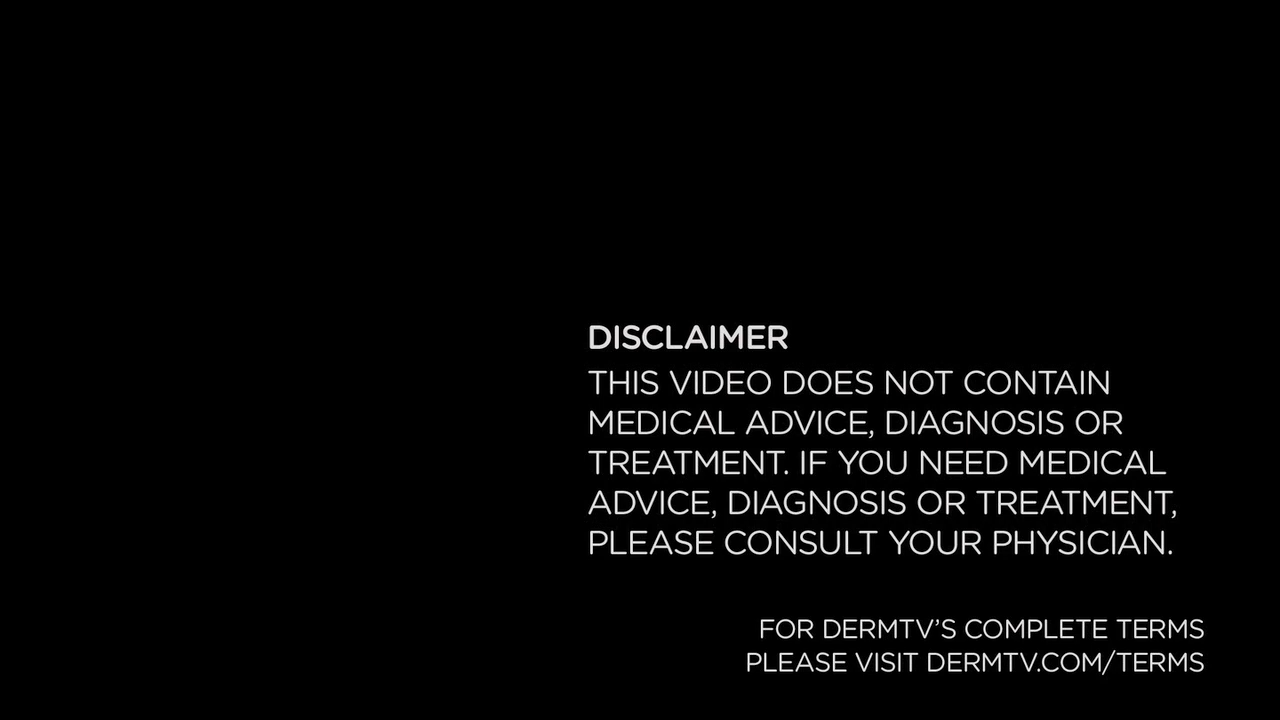 DISCLAIMER
THIS VIDEO DOES NOT CONTAIN
MEDICAL ADVICE, DIAGNOSIS OR
TREATMENT. IF YOU NEED MEDICAL
ADVICE, DIAGNOSIS OR TREATMENT,
PLEASE CONSULT YOUR PHYSICIAN.
FOR DERMTV’S COMPLETE TERMS
PLEASE VISIT DERMTV.COM/TERMS